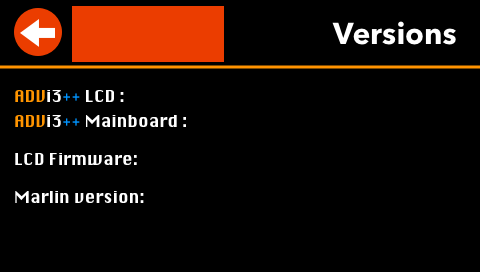 Versions
ADVi3++ LCD :
ADVi3++ Mainboard :
LCD Firmware:
Marlin version: